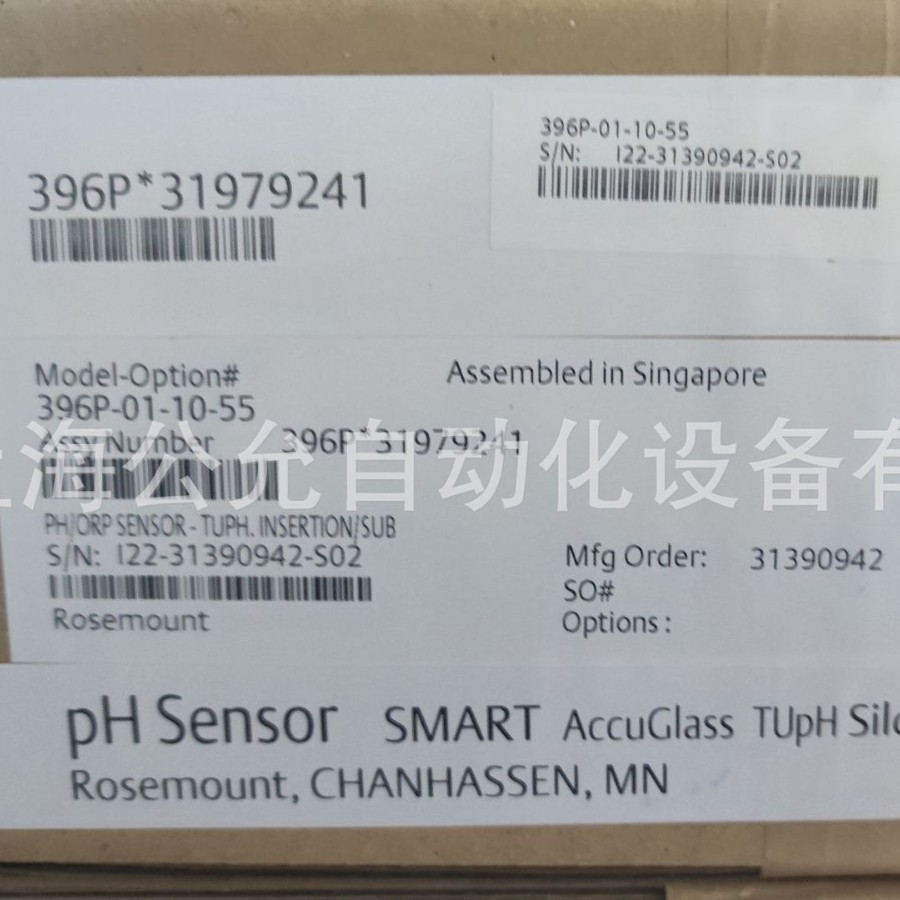 396P-01-10-55
S/N: I22-31390942-S02
396P*31979241
Model-Option#
396P-01-10-55
Assembled in Singapore
Assy Number 396P*31979241
上海公允自动化设备有
PH/ORP SENSOR - TUPH. INSERTION/SUB
S/N: I22-31390942-S02
Rosemount
Mfg Order: 31390942
SO#
Options :
pH Sensor SMART AccuGlass TUpH
Rosemount, CHANHASSEN, MN